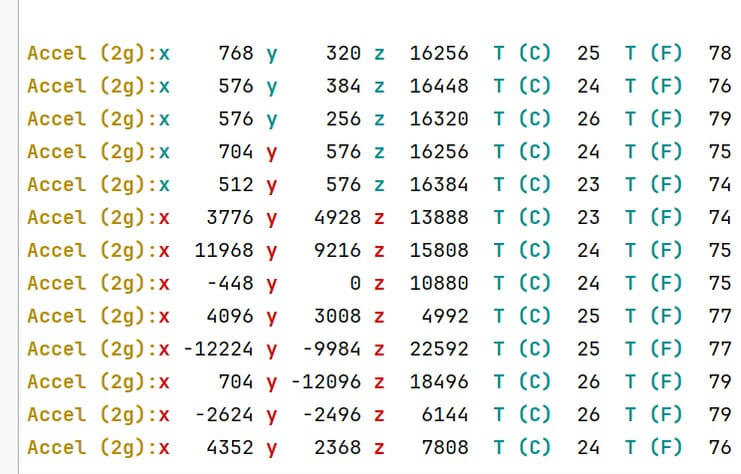 Accel (2g):x 768 y 320 z 16256 T (C) 25 T (F) 78
Accel (2g):x 576 y 384 z 16448 T (C) 24 T (F) 76
Accel (2g):x 576 y 256 z 16320 T (C) 26 T (F) 79
Accel (2g):x 704 y 576 z 16256 T (C) 24 T (F) 75
Accel (2g):x 512 y 576 z 16384 T (C) 23 T (F) 74
Accel (2g):x 3776 y 4928 z 13888 T (C) 23 T (F) 74
Accel (2g):x 11968 y 9216 z 15808 T (C) 24 T (F) 75
Accel (2g):x -448 y 0 z 10880 T (C) 24 T (F) 75
Accel (2g):x 4096 y 3008 z 4992 T (C) 25 T (F) 77
Accel (2g):x -12224 y -9984 z 22592 T (C) 25 T (F) 77
Accel (2g):x 704 y -12096 z 18496 T (C) 26 T (F) 79
Accel (2g):x -2624 y -2496 z 6144 T (C) 26 T (F) 79
Accel (2g):x 4352 y 2368 z 7808 T (C) 24 T (F) 76